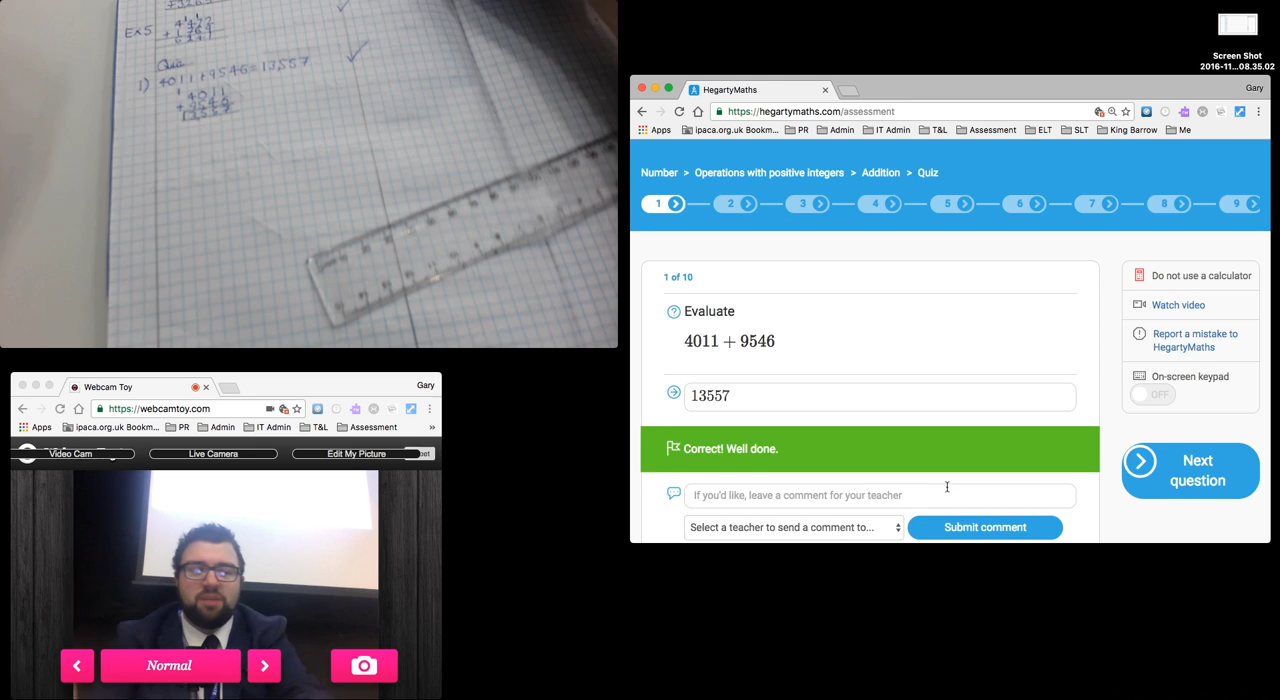 Ex5
4477
+ 1764
6241
Quiz
1) 4011+9546=13,557
4011
+ 9546
13557
Screen Shot
2016-11...08.35.02
HegartyMaths
Gary
https://hegartymaths.com/assessment
Apps
ipaca.org.uk Bookm...
PR
Admin
IT Admin
T&L
Assessment
ELT
SLT
King Barrow
Me
Number > Operations with positive integers > Addition > Quiz
1 2 3 4 5 6 7 8 9
1 of 10
Evaluate
4011 + 9546
13557
Correct! Well done.
If you'd like, leave a comment for your teacher
Select a teacher to send a comment to...
Submit comment
Do not use a calculator
Watch video
Report a mistake to
HegartyMaths
On-screen keypad
OFF
Next
question
Webcam Toy
Gary
https://webcamtoy.com
Apps
ipaca.org.uk Bookm...
PR
Admin
IT Admin
T&L
Assessment
»
Video Cam
Live Camera
Edit My Picture
Normal